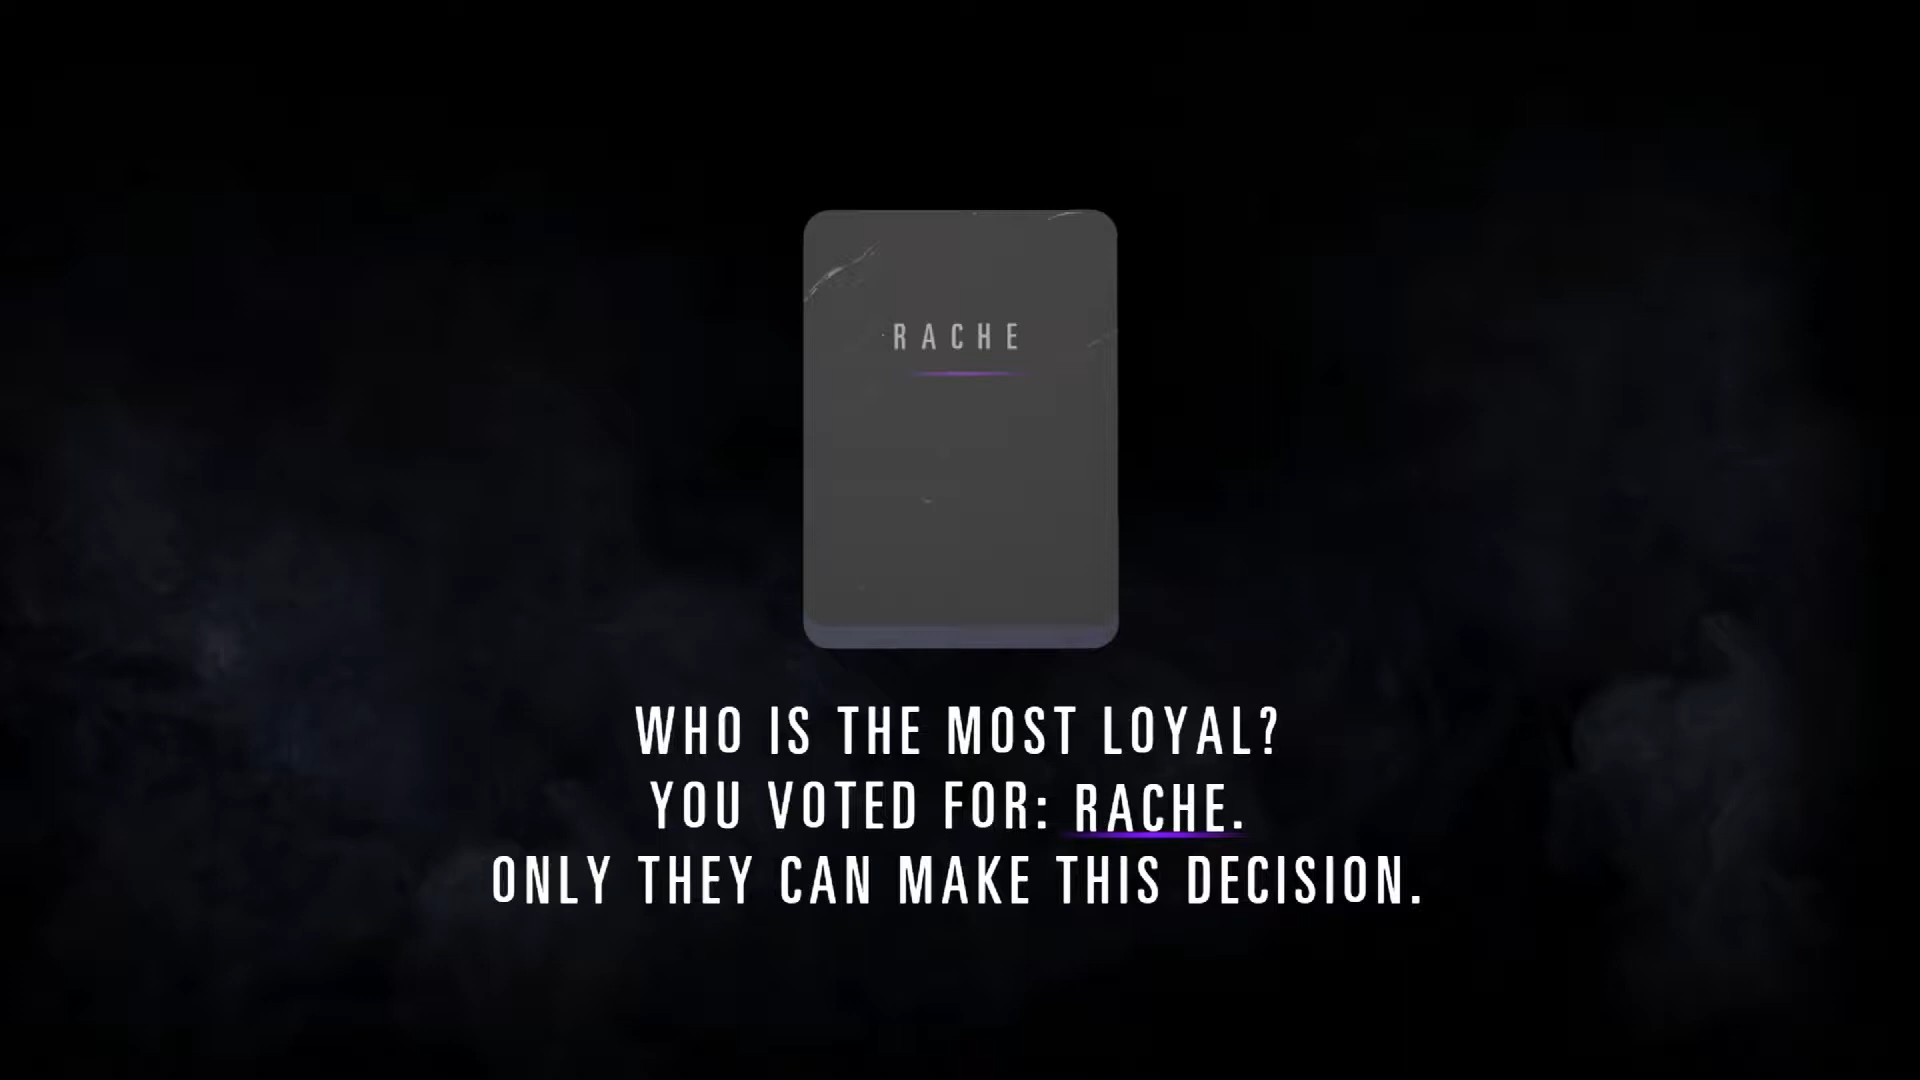 RACHE
WHO IS THE MOST LOYAL?
YOU VOTED FOR: RACHE.
ONLY THEY CAN MAKE THIS DECISION.